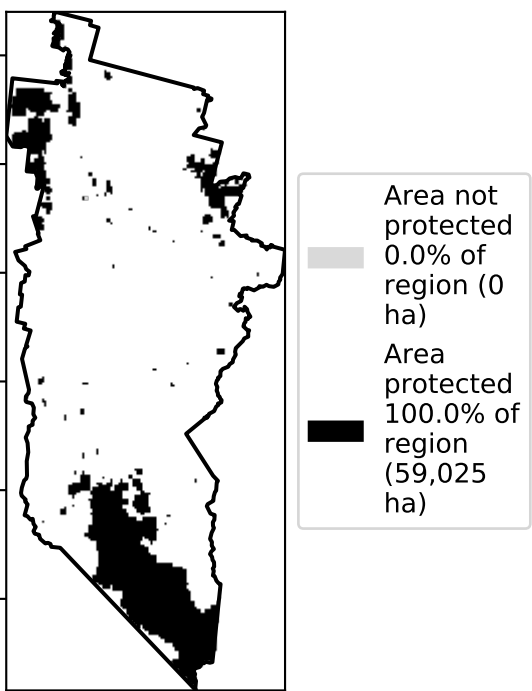 Area not
protected
0.0% of
region (0
ha)
Area
protected
100.0% of
region
(59,025
ha)